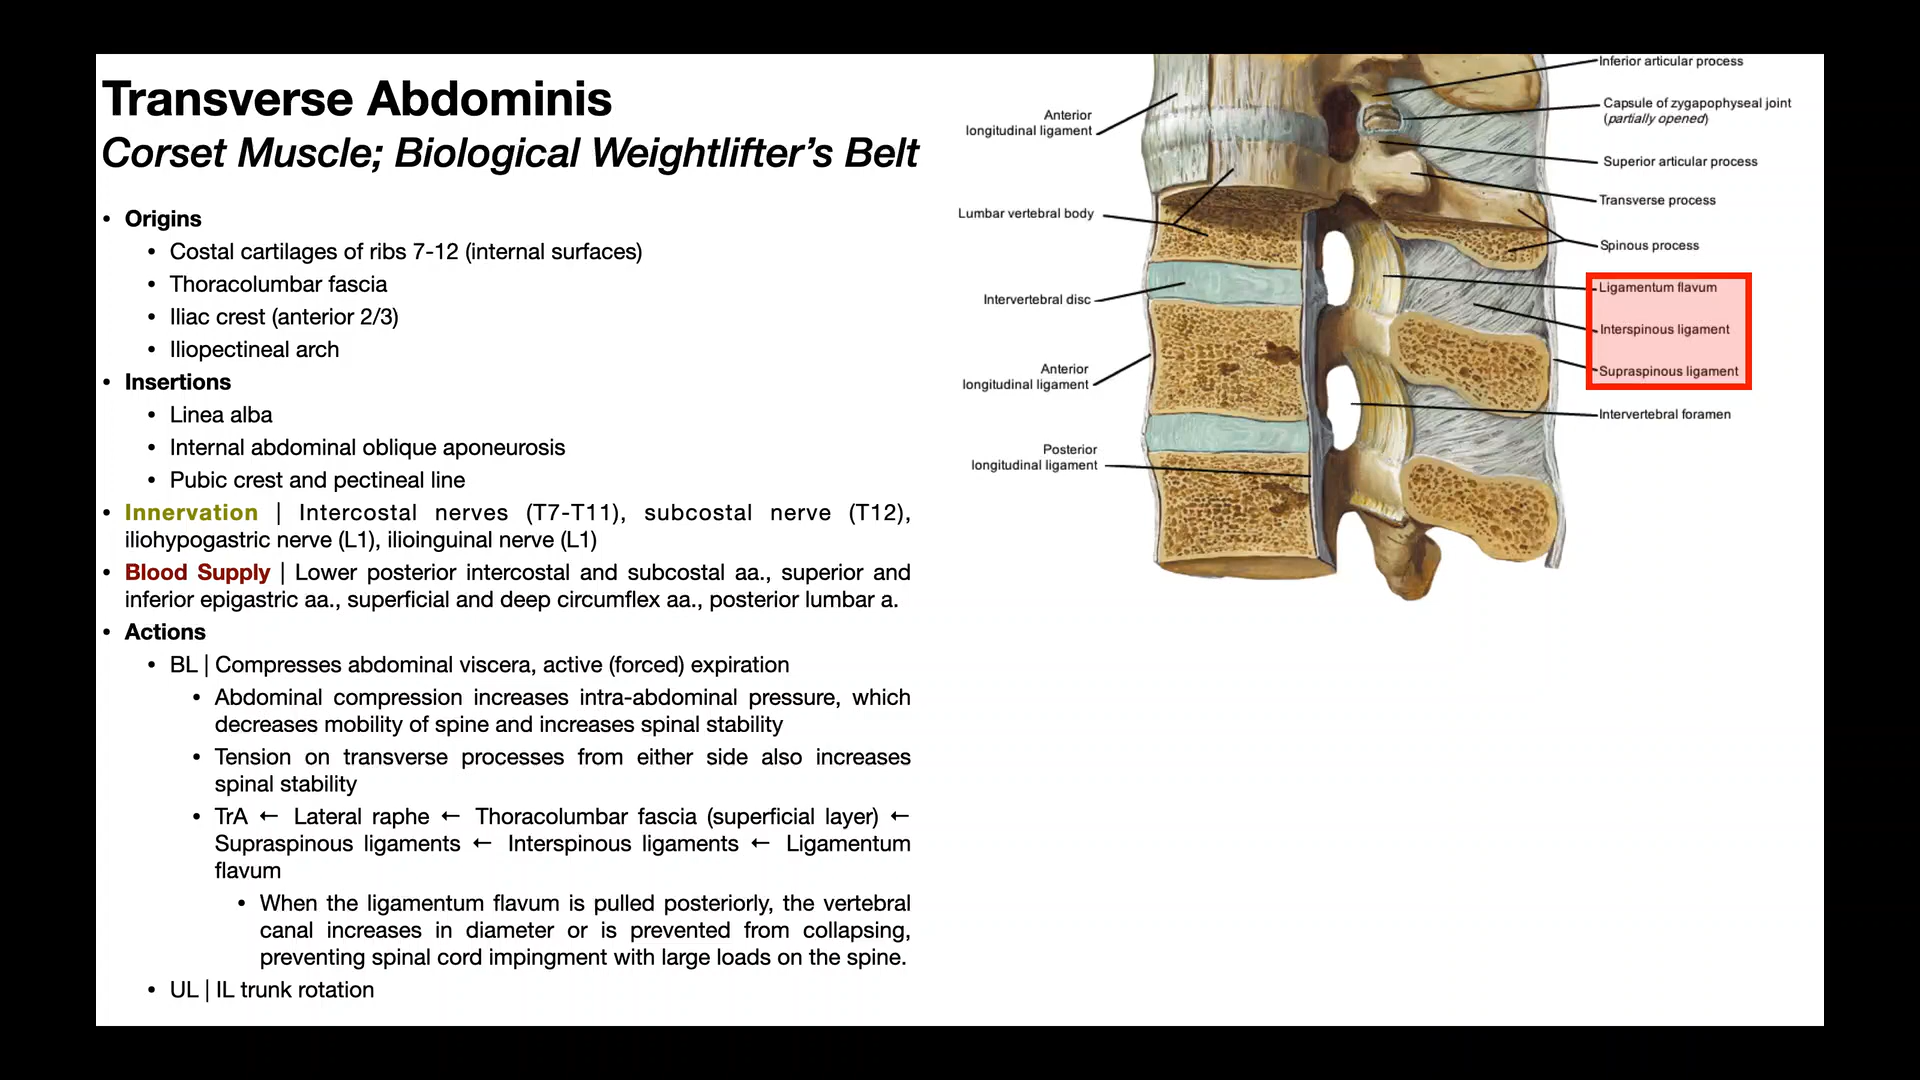 Transverse Abdominis
Corset Muscle; Biological Weightlifter's Belt
• Origins
• Costal cartilages of ribs 7-12 (internal surfaces)
• Thoracolumbar fascia
• Iliac crest (anterior 2/3)
• Iliopectineal arch
• Insertions
• Linea alba
• Internal abdominal oblique aponeurosis
• Pubic crest and pectineal line
• Innervation | Intercostal nerves (T7-T11), subcostal nerve (T12),
iliohypogastric nerve (L1), ilioinguinal nerve (L1)
• Blood Supply | Lower posterior intercostal and subcostal aa., superior and
inferior epigastric aa., superficial and deep circumflex aa., posterior lumbar a.
• Actions
• BL | Compresses abdominal viscera, active (forced) expiration
• Abdominal compression increases intra-abdominal pressure, which
decreases mobility of spine and increases spinal stability
• Tension on transverse processes from either side also increases
spinal stability
• TrA ← Lateral raphe ← Thoracolumbar fascia (superficial layer) ←
Supraspinous ligaments ← Interspinous ligaments ← Ligamentum
flavum
• When the ligamentum flavum is pulled posteriorly, the vertebral
canal increases in diameter or is prevented from collapsing,
preventing spinal cord impingment with large loads on the spine.
• UL | IL trunk rotation
Anterior
longitudinal ligament
Lumbar vertebral body
Intervertebral disc
Anterior
longitudinal ligament
Posterior
longitudinal ligament
Inferior articular process
Capsule of zygapophyseal joint
(partially opened)
Superior articular process
Transverse process
Spinous process
Ligamentum flavum
Interspinous ligament
Supraspinous ligament
Intervertebral foramen